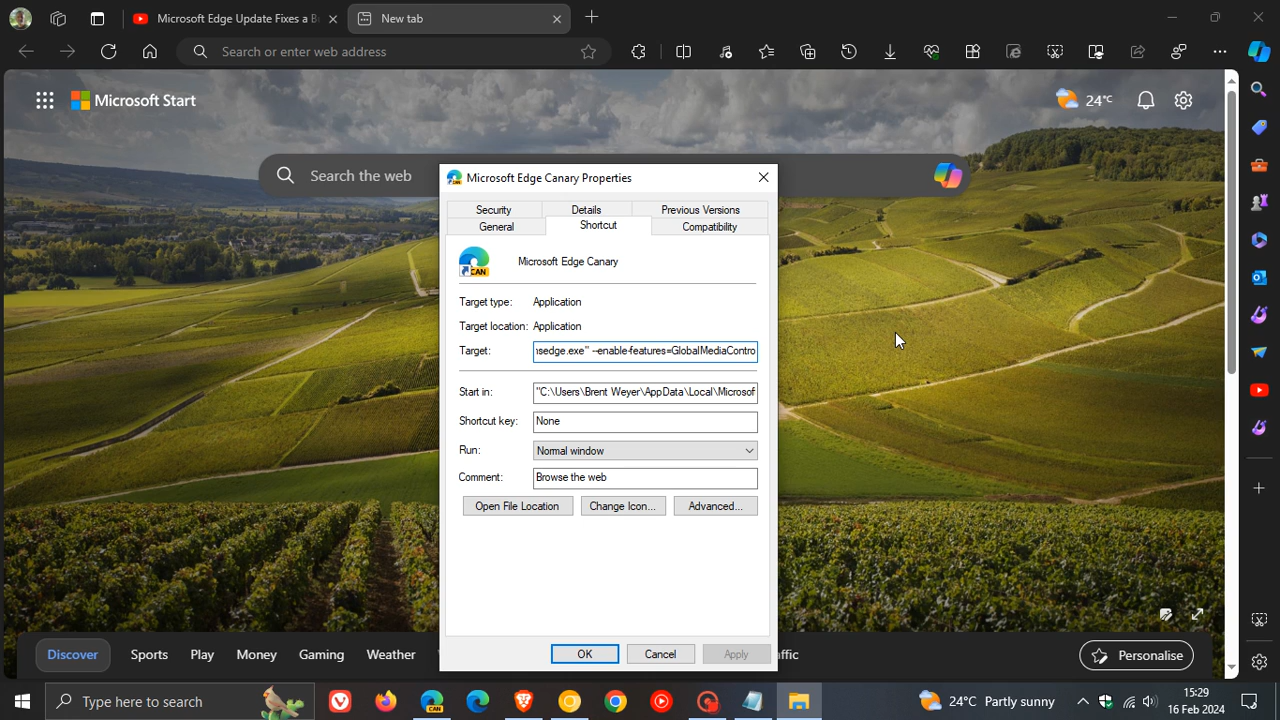 Microsoft Edge Update Fixes a B
New tab
Search or enter web address
Microsoft Start
24°C
Search the web
Microsoft Edge Canary Properties
Security
Details
Previous Versions
General
Shortcut
Compatibility
CAN
Microsoft Edge Canary
Target type:
Application
Target location:
Application
Target:
nsedge.exe" --enable-features=GlobalMediaContro
Start in:
"C:\Users\Brent Weyer\AppData\Local\Microsof
Shortcut key:
None
Run:
Normal window
Comment:
Browse the web
Open File Location
Change Icon...
Advanced...
OK
Cancel
Apply
Discover
Sports
Play
Money
Gaming
Weather
affic
Personalise
Type here to search
CAN
24°C Partly sunny
15:29
16 Feb 2024